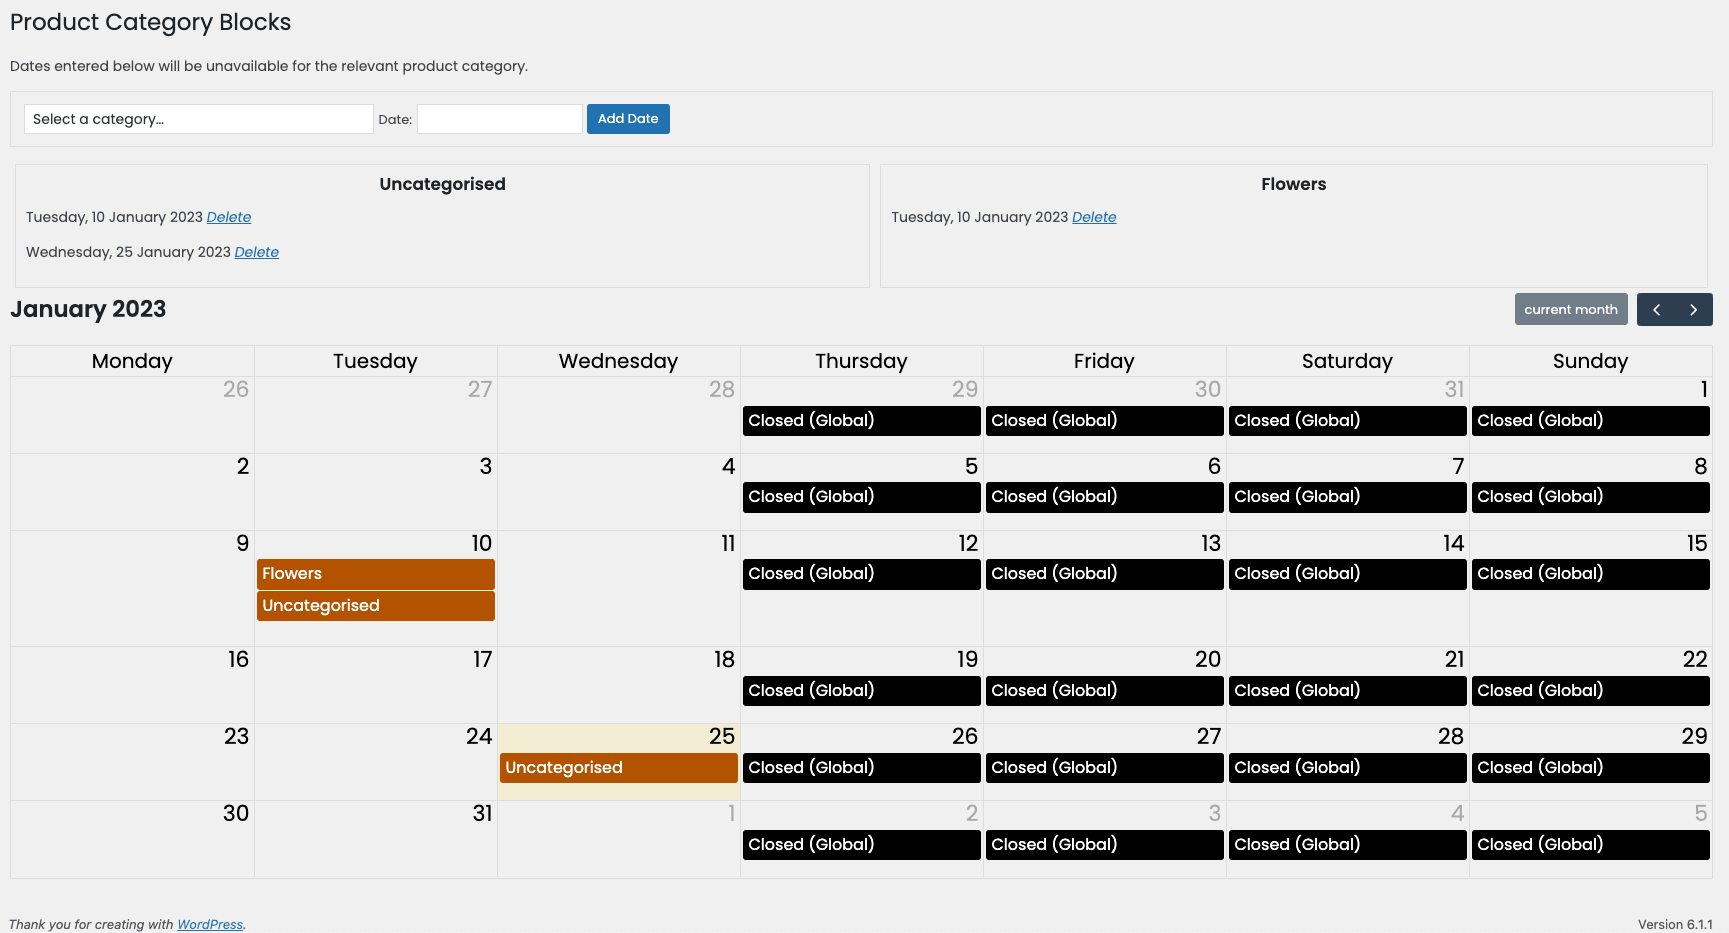 Product Category Blocks
Dates entered below will be unavailable for the relevant product category.
Select a category… Date: Add Date
Uncategorised
Tuesday, 10 January 2023 Delete
Wednesday, 25 January 2023 Delete
Flowers
Tuesday, 10 January 2023 Delete
January 2023 current month
Monday Tuesday Wednesday Thursday Friday Saturday Sunday
26 27 28 29 30 31 1
Closed (Global) Closed (Global) Closed (Global) Closed (Global)
2 3 4 5 6 7 8
Closed (Global) Closed (Global) Closed (Global) Closed (Global)
9 10 11 12 13 14 15
Flowers Closed (Global) Closed (Global) Closed (Global) Closed (Global)
Uncategorised
16 17 18 19 20 21 22
Closed (Global) Closed (Global) Closed (Global) Closed (Global)
23 24 25 26 27 28 29
Uncategorised Closed (Global) Closed (Global) Closed (Global) Closed (Global)
30 31 1 2 3 4 5
Closed (Global) Closed (Global) Closed (Global) Closed (Global)
Thank you for creating with WordPress. Version 6.1.1